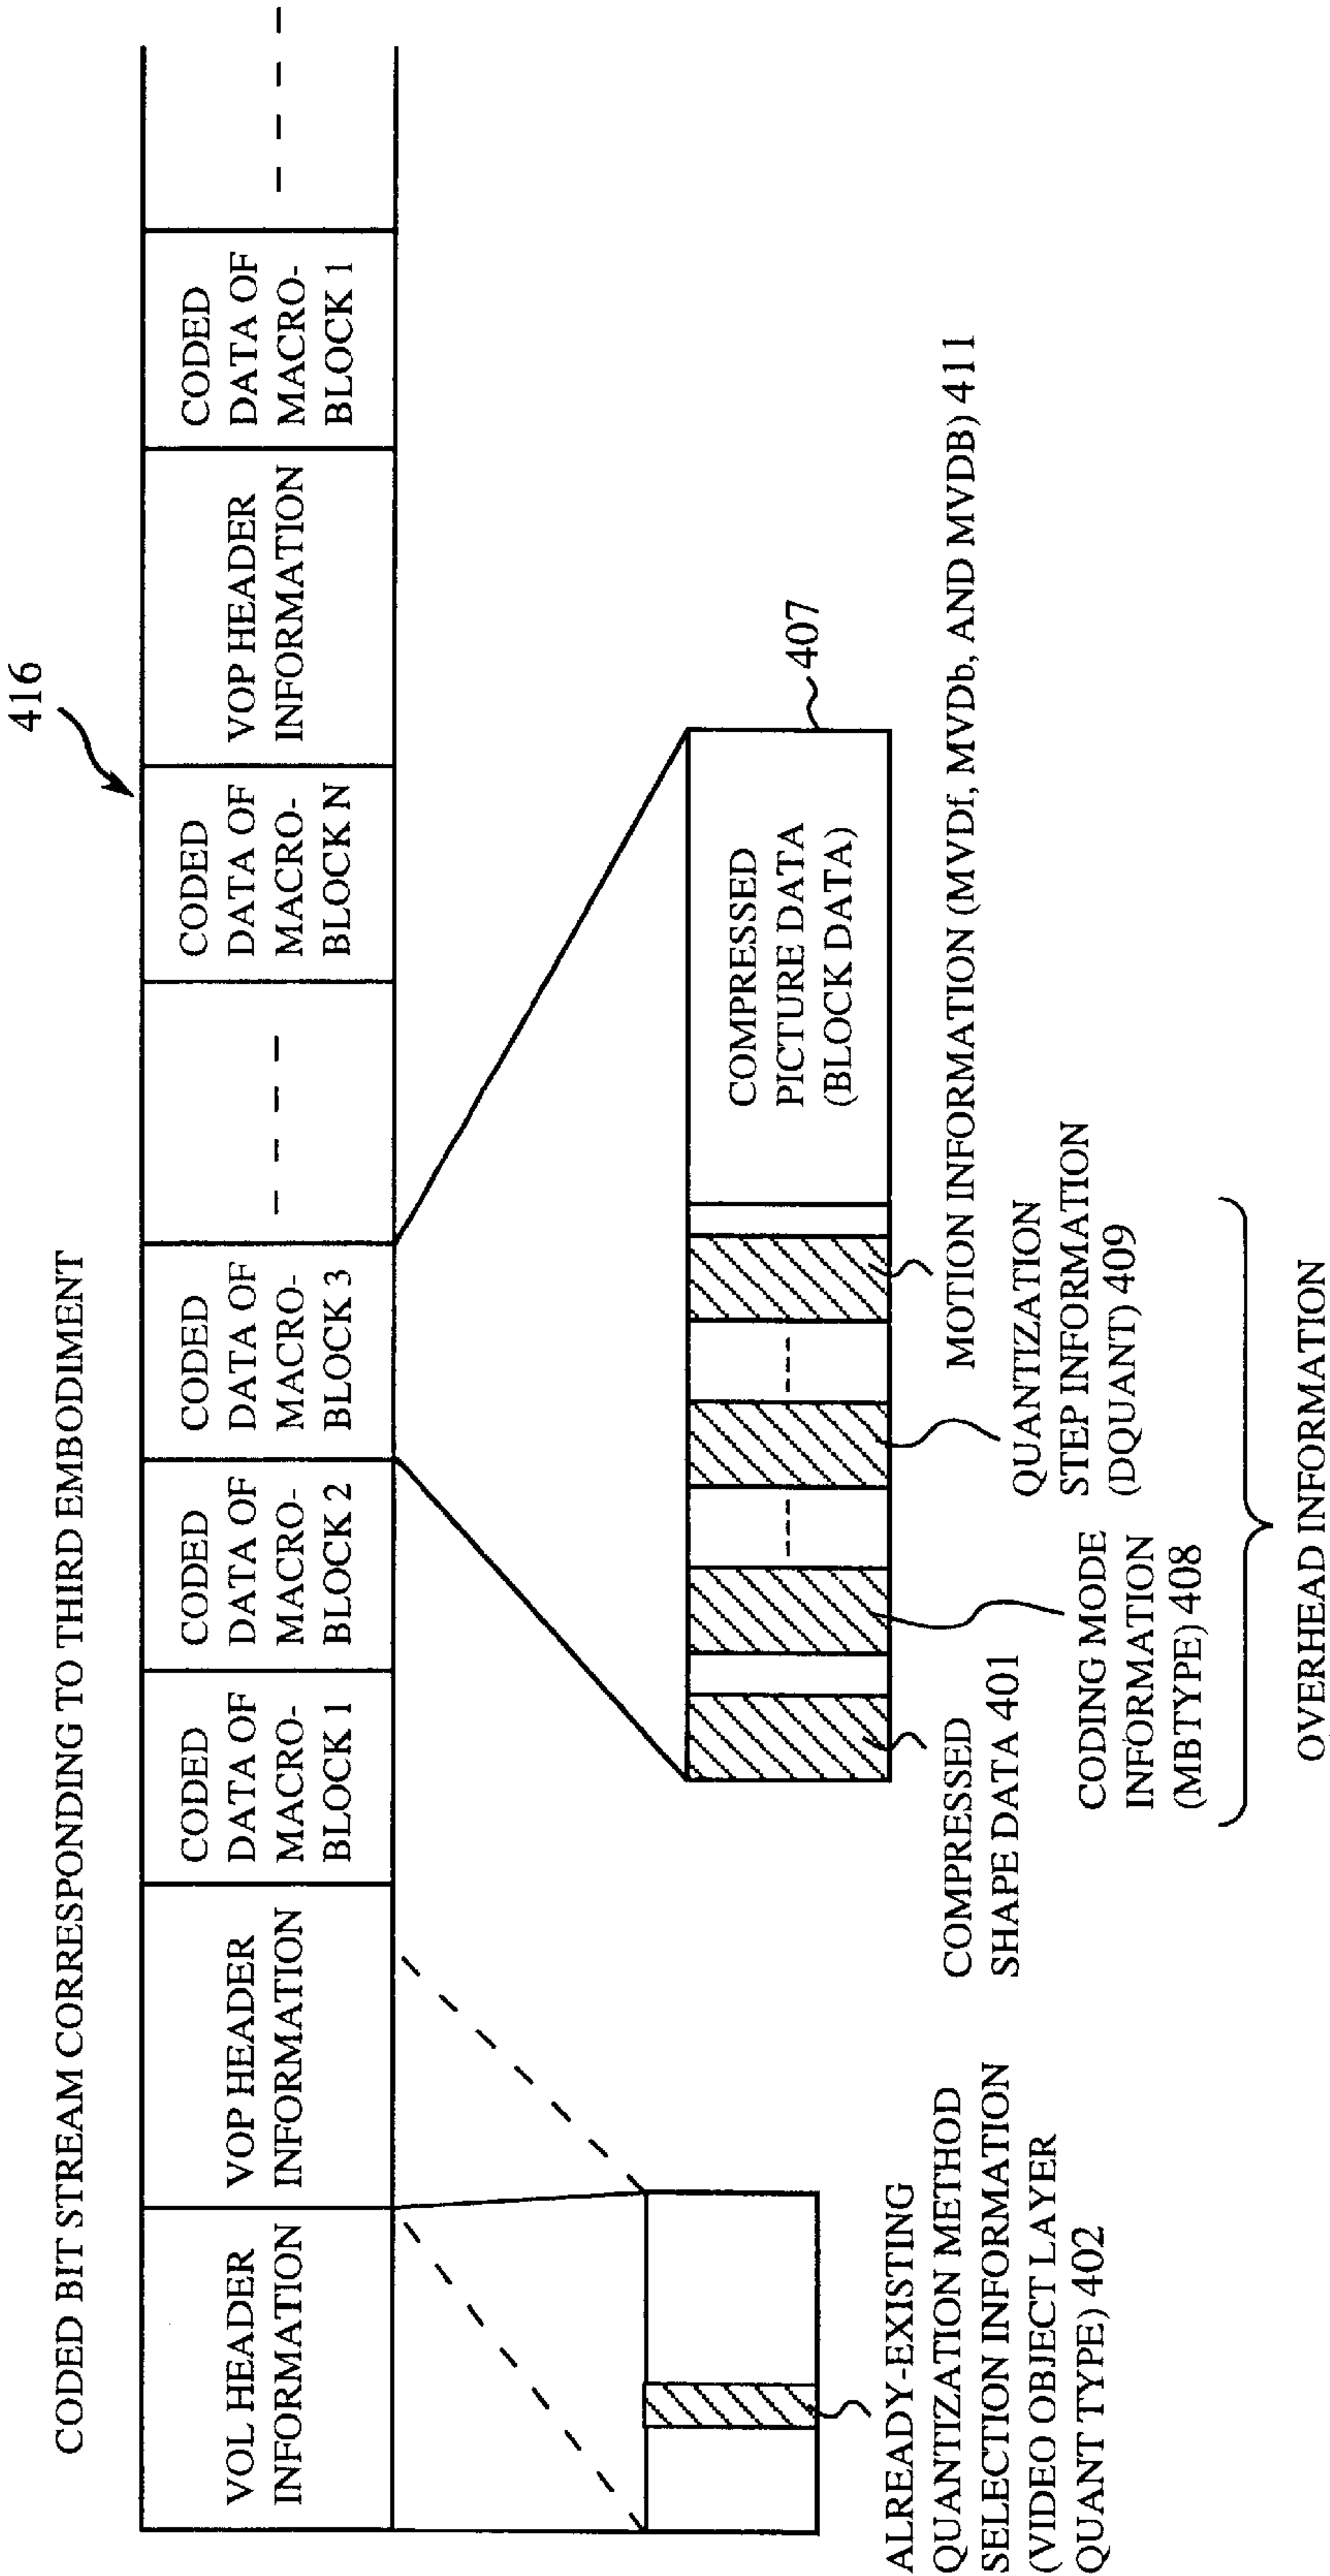 CODED BIT STREAM CORRESPONDING TO THIRD EMBODIMENT
416
VOL HEADER
INFORMATION
VOP HEADER
INFORMATION
CODED
DATA OF
MACRO-
BLOCK 1
CODED
DATA OF
MACRO-
BLOCK 2
CODED
DATA OF
MACRO-
BLOCK 3
CODED
DATA OF
MACRO-
BLOCK N
VOP HEADER
INFORMATION
CODED
DATA OF
MACRO-
BLOCK 1
COMPRESSED
PICTURE DATA
(BLOCK DATA)
407
ALREADY-EXISTING
QUANTIZATION METHOD
SELECTION INFORMATION
(VIDEO OBJECT LAYER
QUANT TYPE) 402
COMPRESSED
SHAPE DATA 401
CODING MODE
INFORMATION
(MBTYPE) 408
QUANTIZATION
STEP INFORMATION
(DQUANT) 409
MOTION INFORMATION (MVDf, MVDb, AND MVDB) 411
OVERHEAD INFORMATION